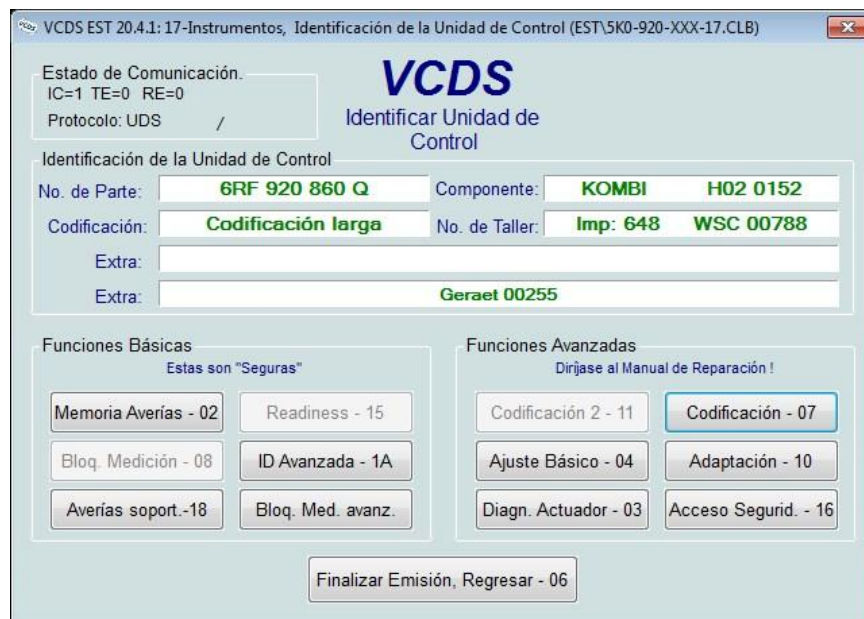 VCDS EST 20.4.1: 17-Instrumentos, Identificación de la Unidad de Control (EST\5K0-920-XXX-17.CLB)
Estado de Comunicación.
IC=1 TE=0 RE=0
Protocolo: UDS /
VCDS
Identificar Unidad de
Control
Identificación de la Unidad de Control
No. de Parte: 6RF 920 860 Q Componente: KOMBI H02 0152
Codificación: Codificación larga No. de Taller: Imp: 648 WSC 00788
Extra:
Extra: Geraet 00255
Funciones Básicas
Estas son "Seguras"
Memoria Averías - 02 Readiness - 15
Bloq. Medición - 08 ID Avanzada - 1A
Averías soport.-18 Bloq. Med. avanz.
Funciones Avanzadas
Diríjase al Manual de Reparación !
Codificación 2 - 11 Codificación - 07
Ajuste Básico - 04 Adaptación - 10
Diagn. Actuador - 03 Acceso Segurid. - 16
Finalizar Emisión, Regresar - 06